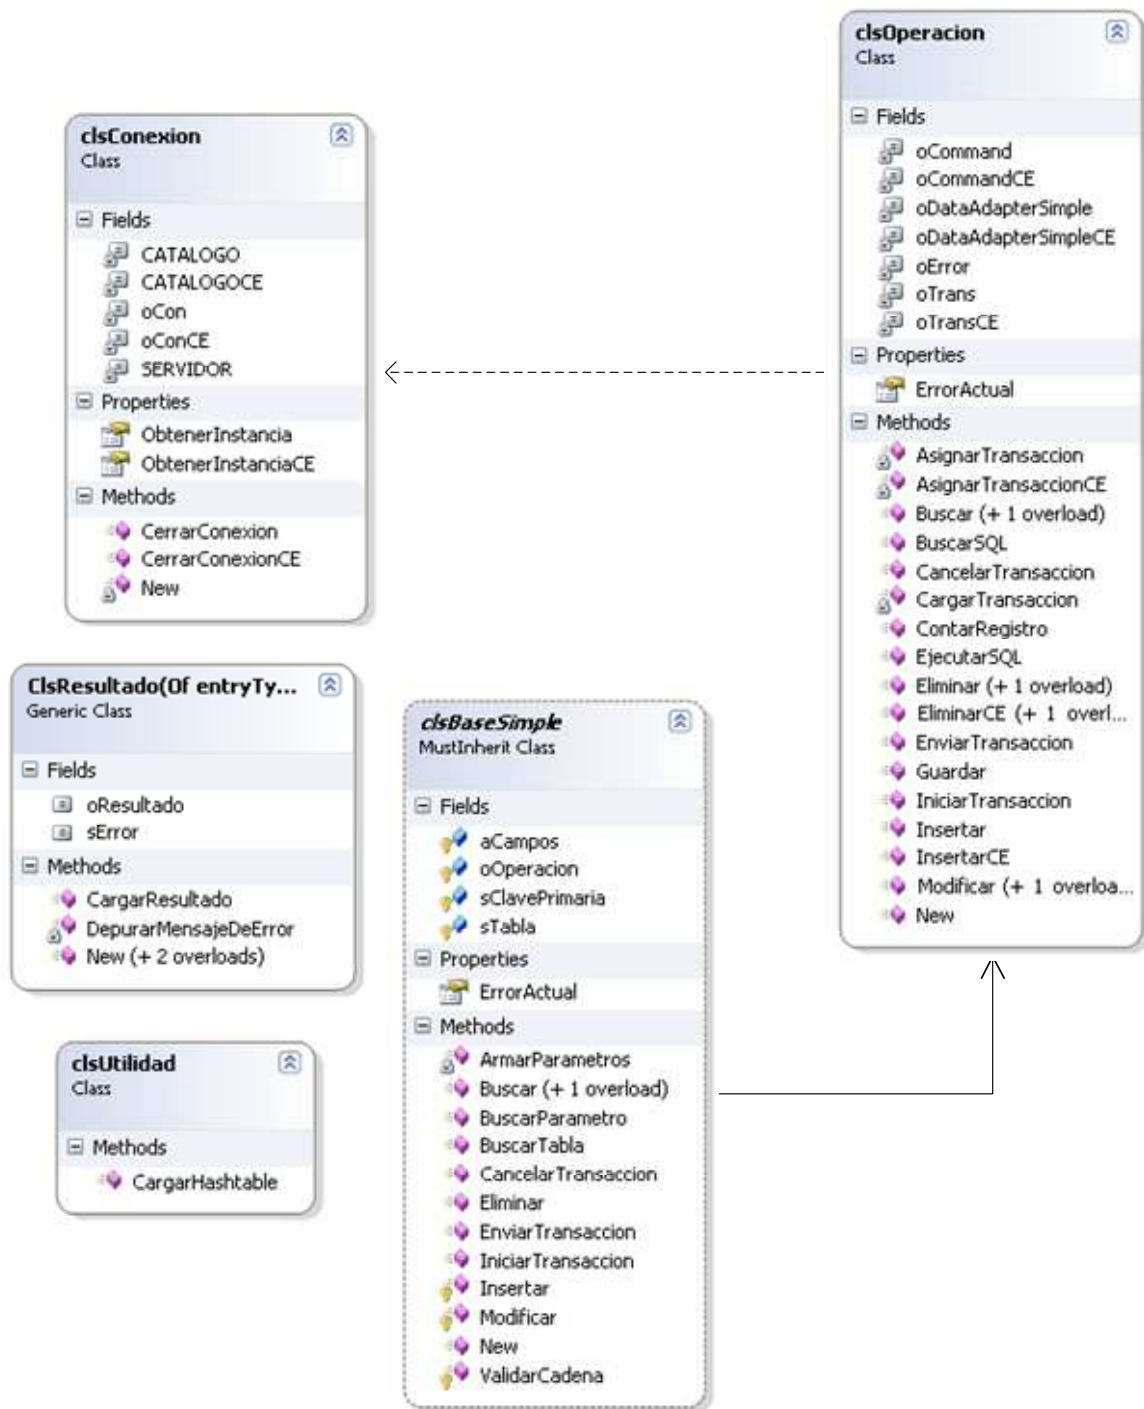 clsOperacion
Class
Fields
oCommand
oCommandCE
oDataAdapterSimple
oDataAdapterSimpleCE
oError
oTrans
oTransCE
Properties
ErrorActual
Methods
AsignarTransaccion
AsignarTransaccionCE
Buscar (+ 1 overload)
BuscarSQL
CancelarTransaccion
CargarTransaccion
ContarRegistro
EjecutarSQL
Eliminar (+ 1 overload)
EliminarCE (+ 1 overl...
EnviarTransaccion
Guardar
IniciarTransaccion
Insertar
InsertarCE
Modificar (+ 1 overloa...
New
clsConexion
Class
Fields
CATALOGO
CATALOGOCE
oCon
oConCE
SERVIDOR
Properties
ObtenerInstancia
ObtenerInstanciaCE
Methods
CerrarConexion
CerrarConexionCE
New
ClsResultado(Of entryTy...
Generic Class
Fields
oResultado
sError
Methods
CargarResultado
DepurarMensajeDeError
New (+ 2 overloads)
clsBaseSimple
MustInherit Class
Fields
aCampos
oOperacion
sClavePrimaria
sTabla
Properties
ErrorActual
Methods
ArmarParametros
Buscar (+ 1 overload)
BuscarParametro
BuscarTabla
CancelarTransaccion
Eliminar
EnviarTransaccion
IniciarTransaccion
Insertar
Modificar
New
ValidarCadena
clsUtilidad
Class
Methods
CargarHashtable